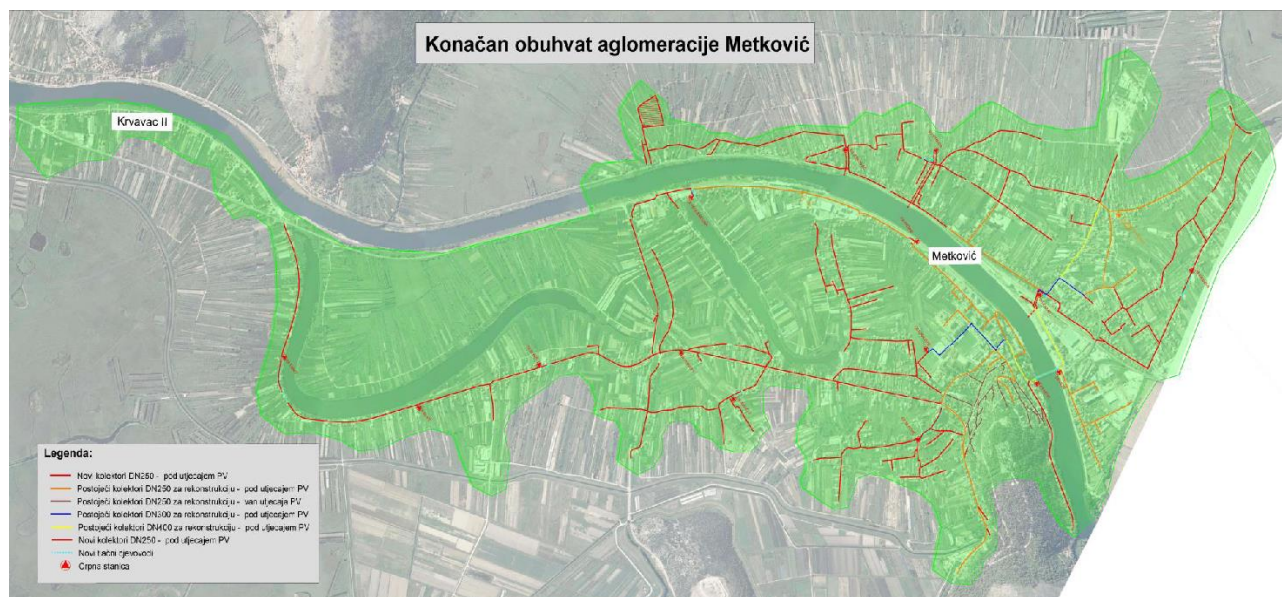 Konačan obuhvat aglomeracije Metković
Krvavac II
Metković
Legenda:
Novi kolektori DN250 - pod utjecajem PV
Postojeći kolektori DN250 za rekonstrukciju - pod utjecajem PV
Postojeći kolektori DN250 za rekonstrukciju - van utjecaja PV
Postojeći kolektori DN300 za rekonstrukciju - pod utjecajem PV
Postojeći kolektori DN400 za rekonstrukciju - pod utjecajem PV
Novi kolektori DN250 - pod utjecajem PV
Novi tlačni cjevovodi
Crpna stanica